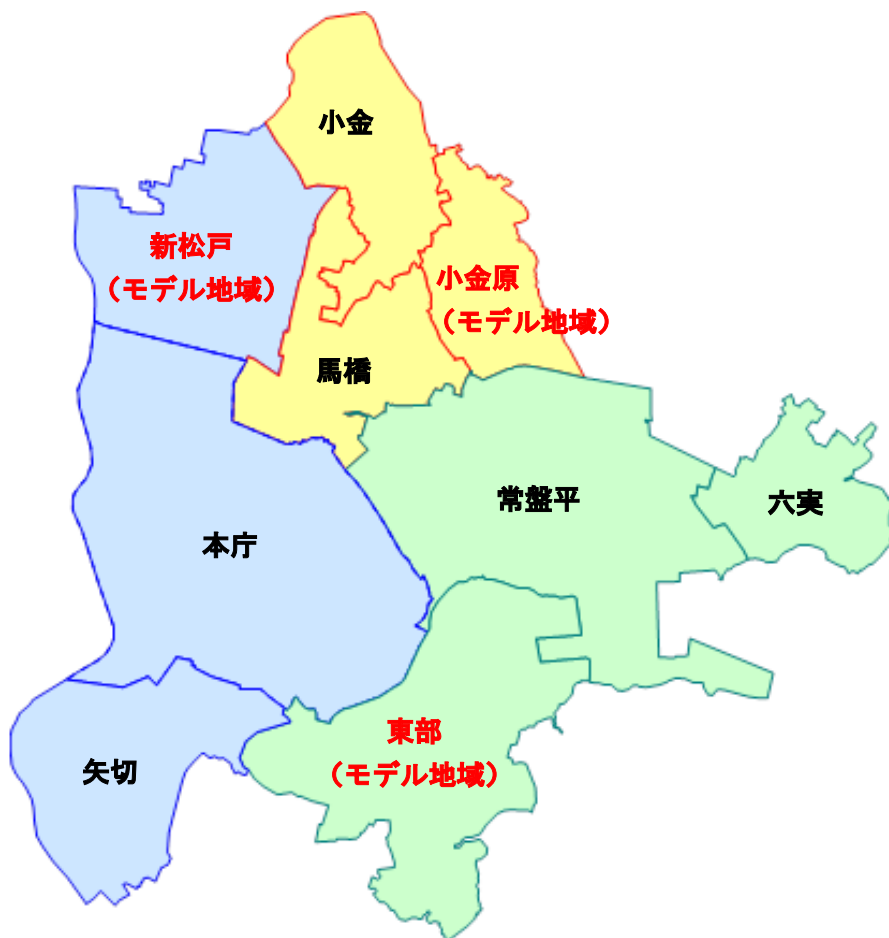 小金
新松戸
（モデル地域）
小金原
（モデル地域）
馬橋
常盤平
六実
本庁
東部
（モデル地域）
矢切